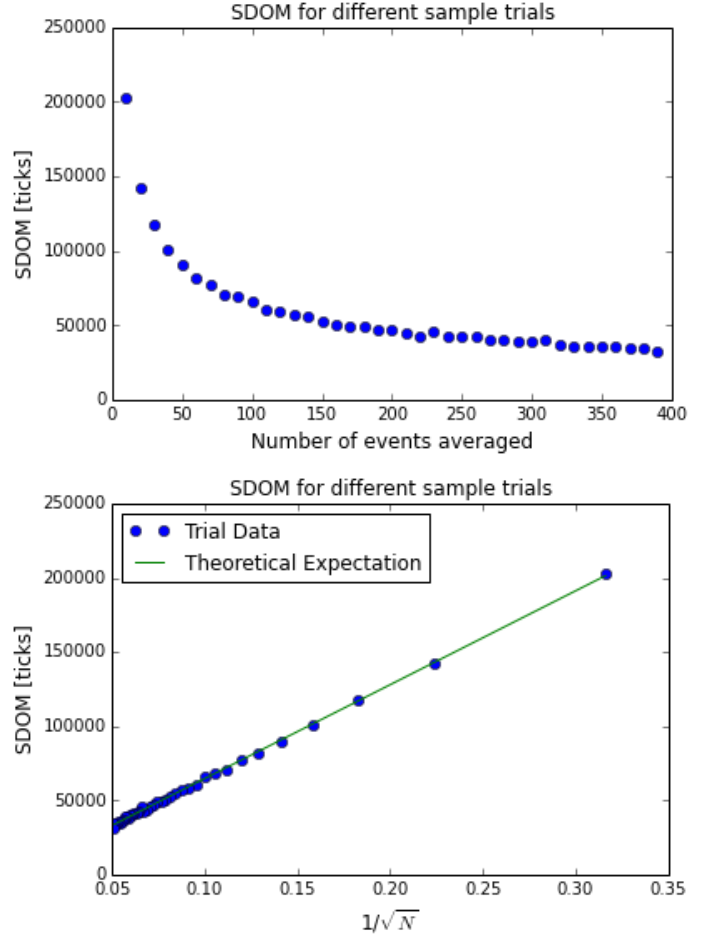 SDOM for different sample trials
250000
200000
150000
100000
50000
0
SDOM [ticks]
0 50 100 150 200 250 300 350 400
Number of events averaged
SDOM for different sample trials
250000
200000
150000
100000
50000
0
SDOM [ticks]
Trial Data
Theoretical Expectation
0.05 0.10 0.15 0.20 0.25 0.30 0.35
1/√N